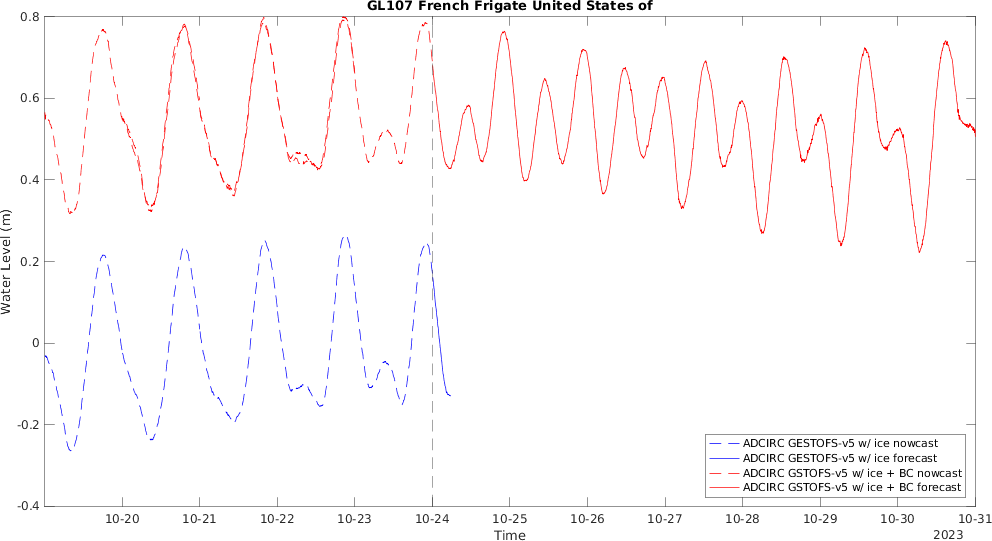 GL107 French Frigate United States of
0.8
0.6
0.4
0.2
0
-0.2
-0.4
Water Level (m)
ADCIRC GESTOFS-v5 w/ ice nowcast
ADCIRC GESTOFS-v5 w/ ice forecast
ADCIRC GSTOFS-v5 w/ ice + BC nowcast
ADCIRC GSTOFS-v5 w/ ice + BC forecast
10-20 10-21 10-22 10-23 10-24 10-25 10-26 10-27 10-28 10-29 10-30 10-31
Time
2023